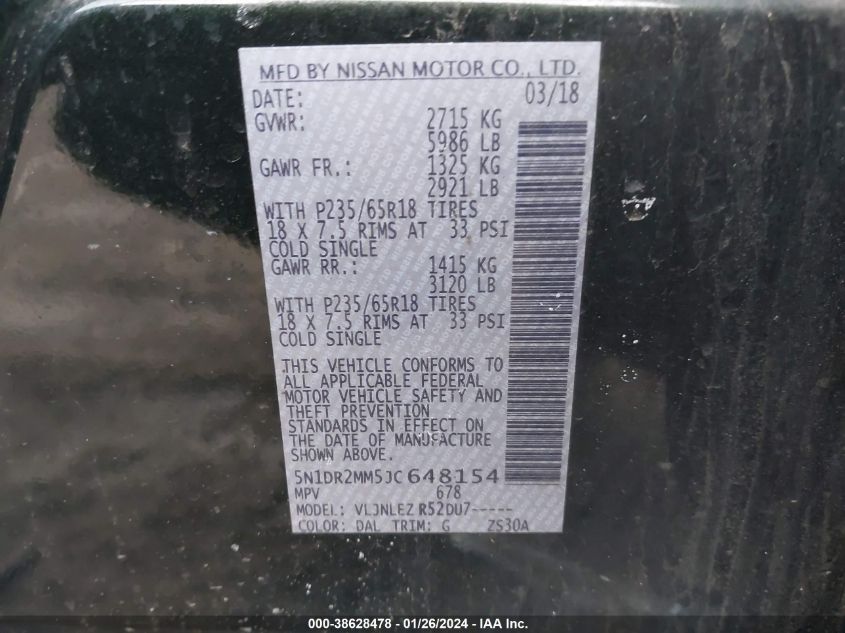 MFD BY NISSAN MOTOR CO., LTD.
DATE: 03/18
GVWR: 2715 KG
5986 LB
GAWR FR.: 1325 KG
2921 LB
WITH P235/65R18 TIRES
18 X 7.5 RIMS AT 33 PSI
COLD SINGLE
GAWR RR.: 1415 KG
3120 LB
WITH P235/65R18 TIRES
18 X 7.5 RIMS AT 33 PSI
COLD SINGLE
THIS VEHICLE CONFORMS TO
ALL APPLICABLE FEDERAL
MOTOR VEHICLE SAFETY AND
THEFT PREVENTION
STANDARDS IN EFFECT ON
THE DATE OF MANUFACTURE
SHOWN ABOVE.
5N1DR2MM5JC648154
MPV 678
MODEL: VLJNLEZ R52DU7-----
COLOR: DAL TRIM: G ZS30A
000-38628478 - 01/26/2024 - IAA Inc.